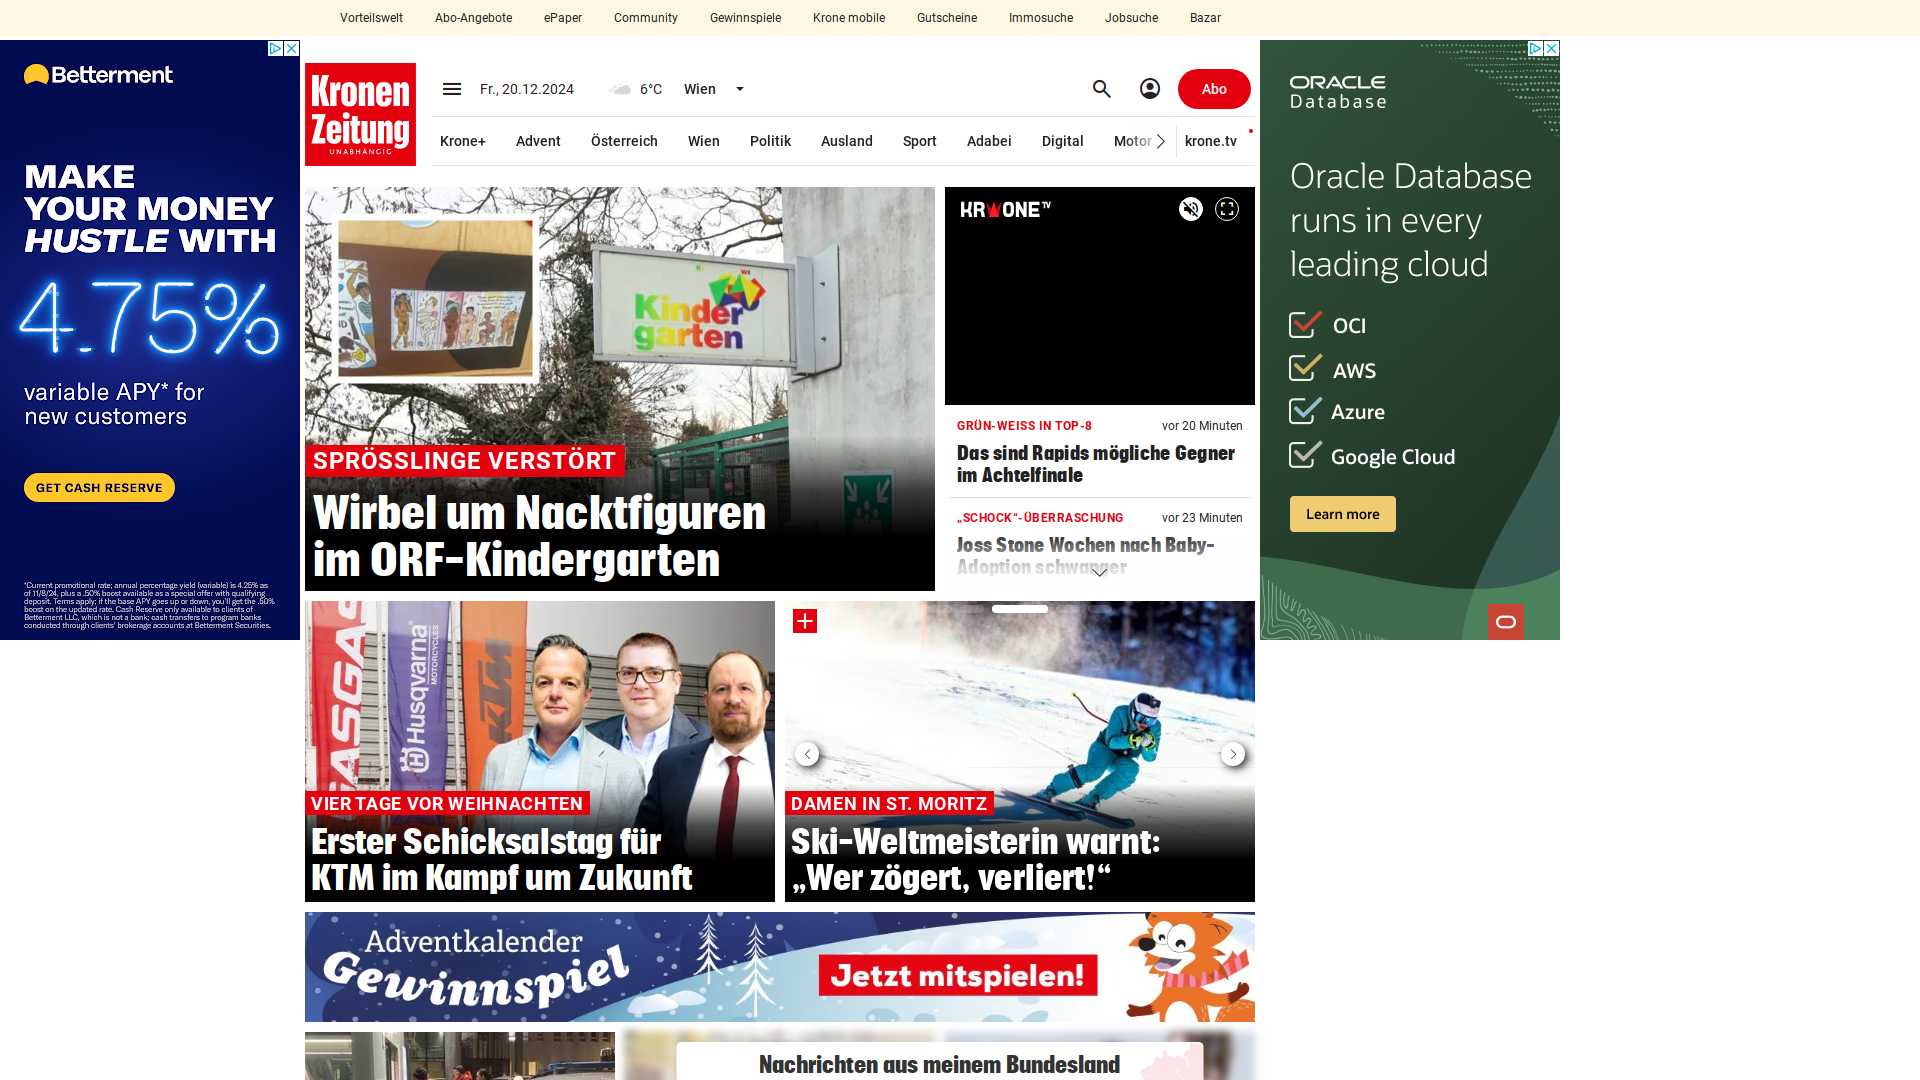 Vorteilswelt
Abo-Angebote
ePaper
Community
Gewinnspiele
Krone mobile
Gutscheine
Immosuche
Jobsuche
Bazar
Betterment
MAKE
YOUR MONEY
HUSTLE WITH
4.75%
variable APY* for
new customers
GET CASH RESERVE
*Current promotional rate; annual percentage yield (variable) is 4.25% as
of 11/8/24, plus a .50% boost available as a special offer with qualifying
deposit. Terms apply; if the base APY goes up or down, you'll get the .50%
boost on the updated rate. Cash Reserve only available to clients of
Betterment LLC, which is not a bank; cash transfers to program banks
conducted through clients' brokerage accounts at Betterment Securities.
Kronen
Zeitung
UNABHÄNGIG
Fr., 20.12.2024
6°C
Wien
Abo
Krone+
Advent
Österreich
Wien
Politik
Ausland
Sport
Adabei
Digital
Motor
krone.tv
Kinder
garten
SPRÖSSLINGE VERSTÖRT
Wirbel um Nacktfiguren
im ORF-Kindergarten
KRONE TV
GRÜN-WEISS IN TOP-8
vor 20 Minuten
Das sind Rapids mögliche Gegner
im Achtelfinale
„SCHOCK“-ÜBERRASCHUNG
vor 23 Minuten
Joss Stone Wochen nach Baby-
Adoption schwanger
GASGAS
Husqvarna
MOTORCYCLES
KTM
VIER TAGE VOR WEIHNACHTEN
Erster Schicksalstag für
KTM im Kampf um Zukunft
DAMEN IN ST. MORITZ
Ski-Weltmeisterin warnt:
„Wer zögert, verliert!“
Adventkalender
Gewinnspiel
Jetzt mitspielen!
Nachrichten aus meinem Bundesland
ORACLE
Database
Oracle Database
runs in every
leading cloud
OCI
AWS
Azure
Google Cloud
Learn more